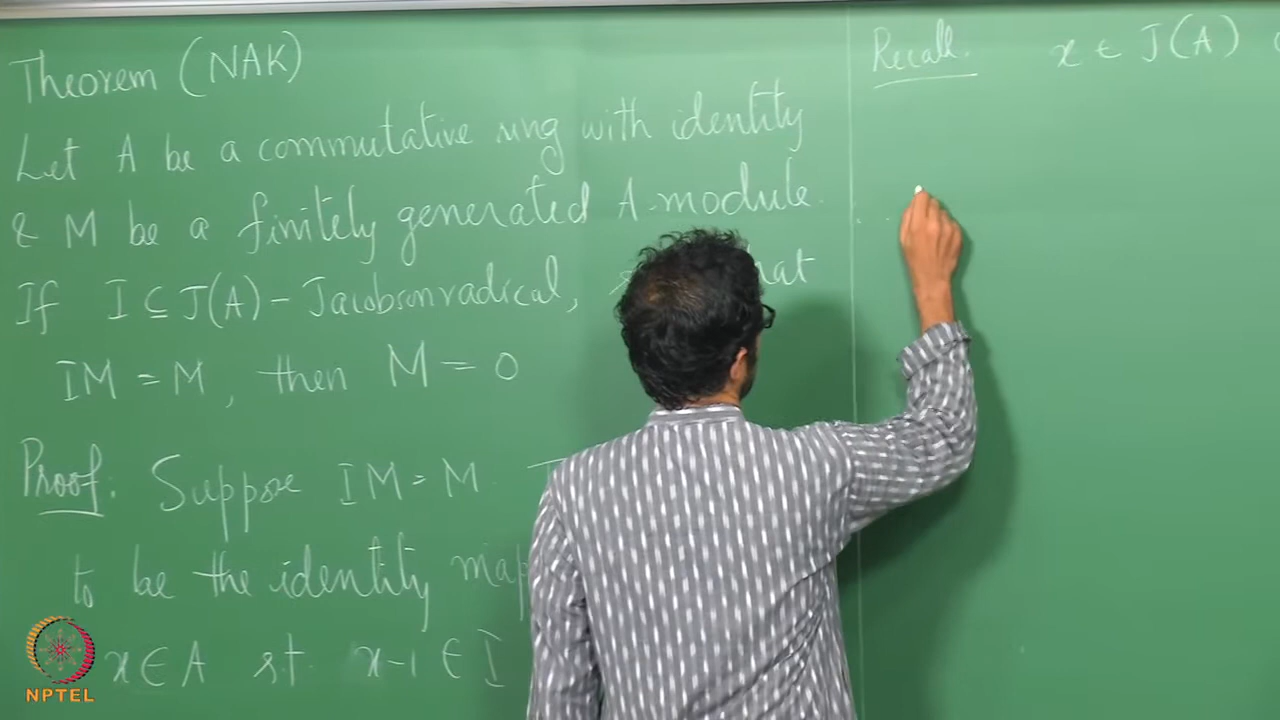 Theorem (NAK)
Let A be a commutative ring with identity
& M be a finitely generated A-module.
If I ⊆ J(A) - Jacobson radical,
IM = M, then M = 0
Proof: Suppose IM = M.
to be the identity map
x ∈ A st. x-1 ∈ I
Recall. x ∈ J(A)
NPTEL